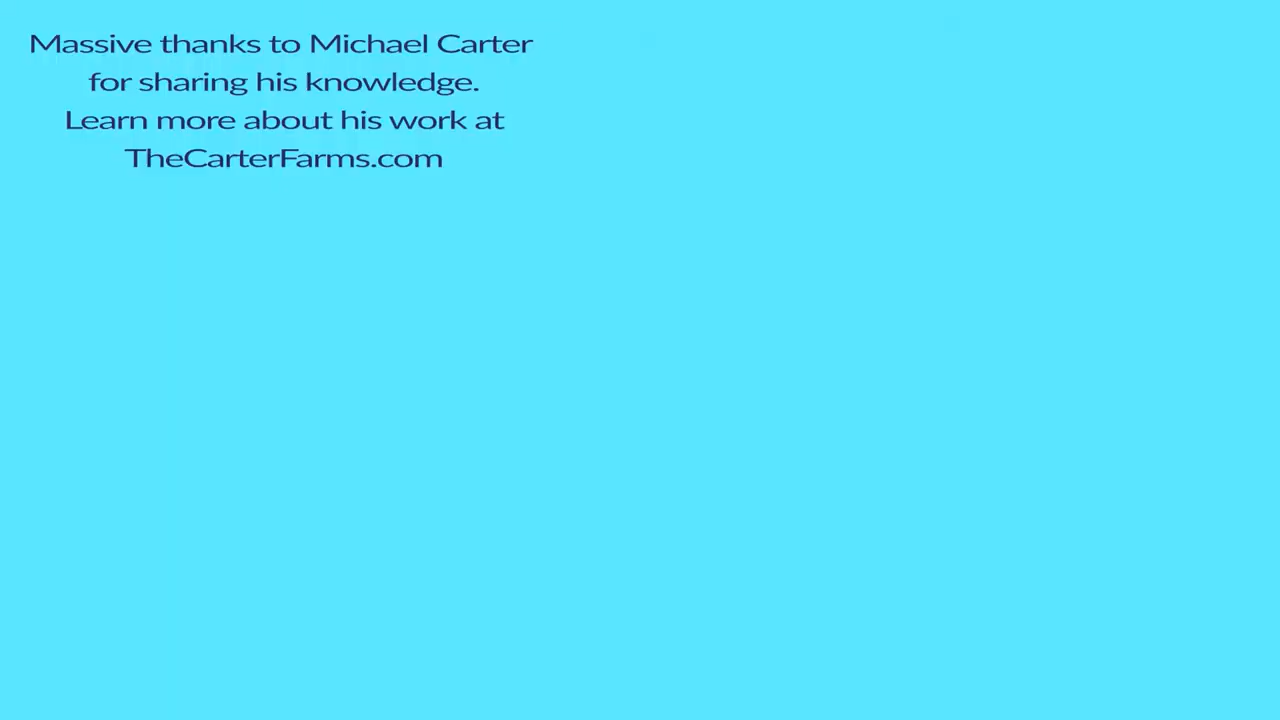 Massive thanks to Michael Carter
for sharing his knowledge.
Learn more about his work at
TheCarterFarms.com